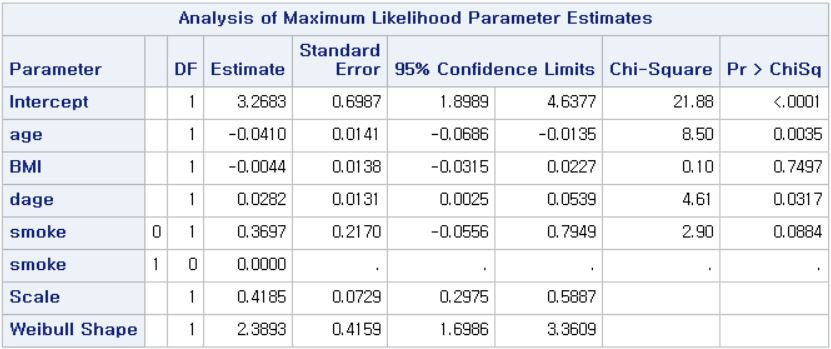 Analysis of Maximum Likelihood Parameter Estimates
Parameter DF Estimate Standard Error 95% Confidence Limits Chi-Square Pr > ChiSq
Intercept 1 3.2683 0.6987 1.8989 4.6377 21.88 <.0001
age 1 -0.0410 0.0141 -0.0686 -0.0135 8.50 0.0035
BMI 1 -0.0044 0.0138 -0.0315 0.0227 0.10 0.7497
dage 1 0.0282 0.0131 0.0025 0.0539 4.61 0.0317
smoke 0 1 0.3697 0.2170 -0.0556 0.7949 2.90 0.0884
smoke 1 0 0.0000 . . . . .
Scale 1 0.4185 0.0729 0.2975 0.5887
Weibull Shape 1 2.3893 0.4159 1.6986 3.3609